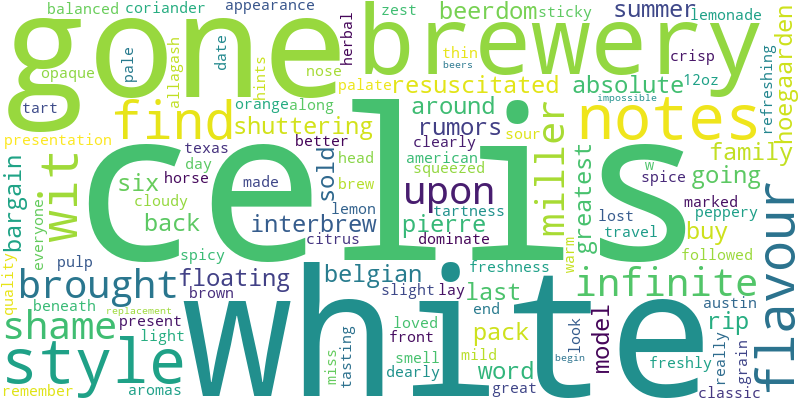 balanced
coriander
appearance
zest
beerdom
sticky
summer
lemonade
gone
brewery
opaque
pale
allagash
hints
date
nose
herbal
thin
beers
crisp
palate
resuscitated
absolute
12oz
impossible
refreshing
hoegaarden
tart
find
orange
along
around
miller
notes
presentation
shuttering
rumors
sour
texas
better
clearly
family
wit
bargain
day
head
american
greatest
w
horse
made
squeezed
spice
going
six
sold
celis
upon
cloudy
brew
lemon
tartness
lost
marked
peppery
everyone
back
interbrew
pierre
travel
buy
citrus
dominate
spicy
warm
followed
pulp
floating
belgian
freshness
quality
brought
brown
slight
lay
last
infinite
flavour
beneath
replacement
white
end
model
austin
shame
present
loved
front
pack
look
rip
light
miss
tasting
smell
mild
begin
really
grain
style
dearly
word
freshly
remember
aromas
great
classic